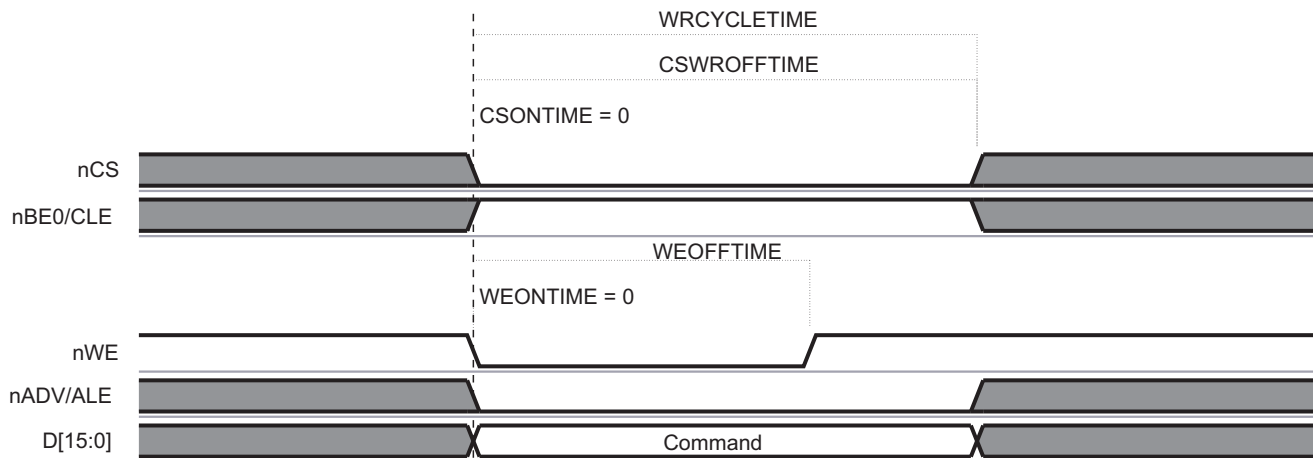 WRCYCLETIME
CSWROFFTIME
CSONTIME = 0
nCS
nBE0/CLE
WEOFFTIME
WEONTIME = 0
nWE
nADV/ALE
D[15:0]
Command